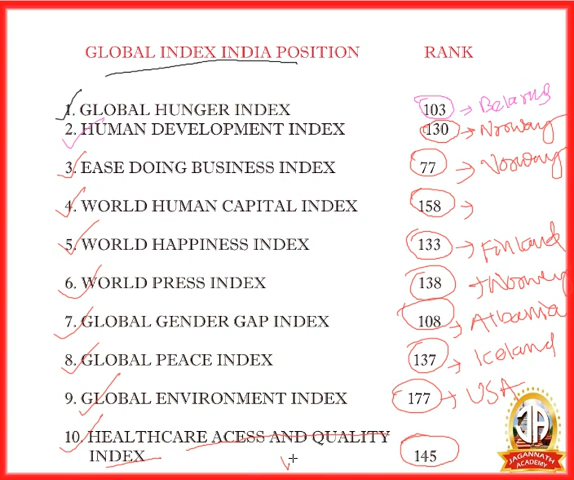 GLOBAL INDEX INDIA POSITION RANK
1. GLOBAL HUNGER INDEX 103 → Belarus
2. HUMAN DEVELOPMENT INDEX 130 → Norway
3. EASE DOING BUSINESS INDEX 77 → Norway
4. WORLD HUMAN CAPITAL INDEX 158 →
5. WORLD HAPPINESS INDEX 133 → Finland
6. WORLD PRESS INDEX 138 → Norway
7. GLOBAL GENDER GAP INDEX 108 → Albania
8. GLOBAL PEACE INDEX 137 → Iceland
9. GLOBAL ENVIRONMENT INDEX 177 → USA
10. HEALTHCARE ACESS AND QUALITY
INDEX 145
JA
JAGANNATH
ACADEMY